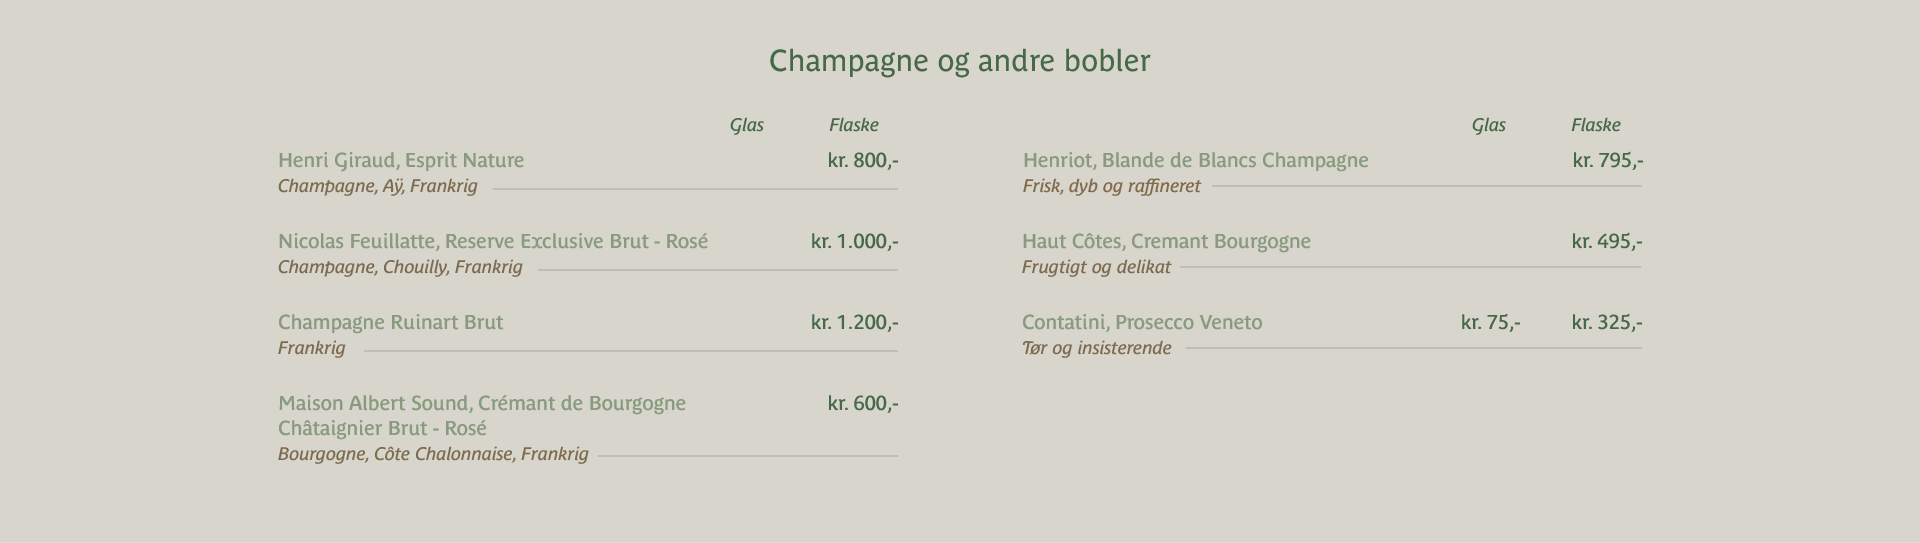 Champagne og andre bobler
Glas Flaske
Henri Giraud, Esprit Nature kr. 800,-
Champagne, Aÿ, Frankrig
Nicolas Feuillatte, Reserve Exclusive Brut - Rosé kr. 1.000,-
Champagne, Chouilly, Frankrig
Champagne Ruinart Brut kr. 1.200,-
Frankrig
Maison Albert Sound, Crémant de Bourgogne kr. 600,-
Châtaignier Brut - Rosé
Bourgogne, Côte Chalonnaise, Frankrig
Glas Flaske
Henriot, Blande de Blancs Champagne kr. 795,-
Frisk, dyb og raffineret
Haut Côtes, Cremant Bourgogne kr. 495,-
Frugtigt og delikat
Contatini, Prosecco Veneto kr. 75,- kr. 325,-
Tør og insisterende